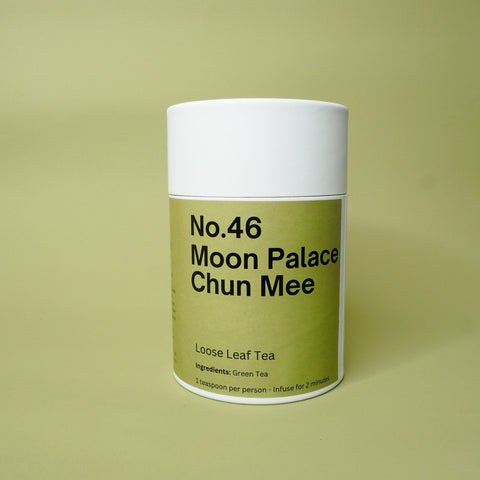 No.46
Moon Palace
Chun Mee
Loose Leaf Tea
Ingredients: Green Tea
1 teaspoon per person - Infuse for 2 minutes